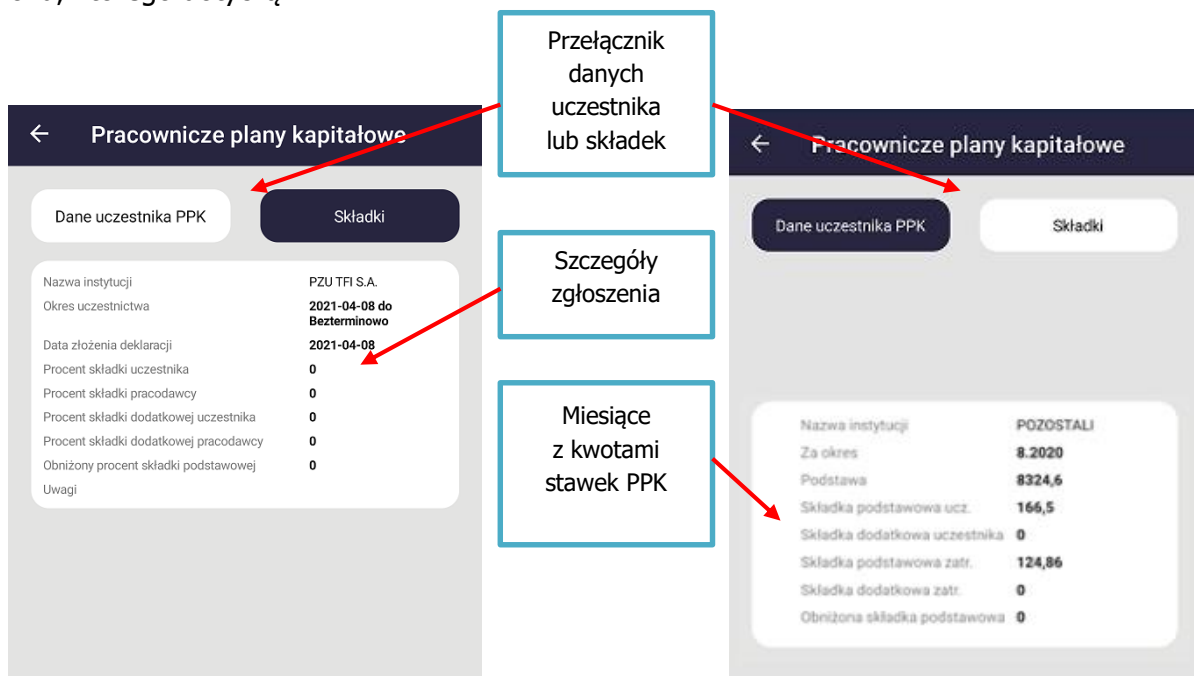 Przełącznik
danych
uczestnika
lub składek
Pracownicze plany kapitałowe
Dane uczestnika PPK
Składki
Nazwa instytucji PZU TFI S.A.
Okres uczestnictwa 2021-04-08 do
Bezterminowo
Data złożenia deklaracji 2021-04-08
Procent składki uczestnika 0
Procent składki pracodawcy 0
Procent składki dodatkowej uczestnika 0
Procent składki dodatkowej pracodawcy 0
Obniżony procent składki podstawowej 0
Uwagi
Szczegóły
zgłoszenia
Miesiące
z kwotami
stawek PPK
Pracownicze plany kapitałowe
Dane uczestnika PPK
Składki
Nazwa instytucji POZOSTALI
Za okres 8.2020
Podstawa 8324,6
Składka podstawowa ucz. 166,5
Składka dodatkowa uczestnika 0
Składka podstawowa zatr. 124,86
Składka dodatkowa zatr. 0
Obniżona składka podstawowa 0